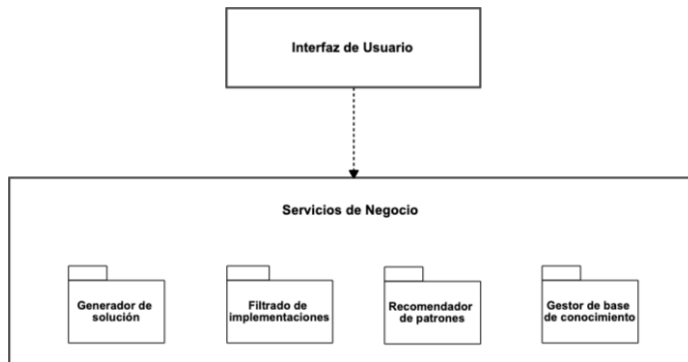 Interfaz de Usuario
Servicios de Negocio
Generador de
solución
Filtrado de
implementaciones
Recomendador
de patrones
Gestor de base
de conocimiento